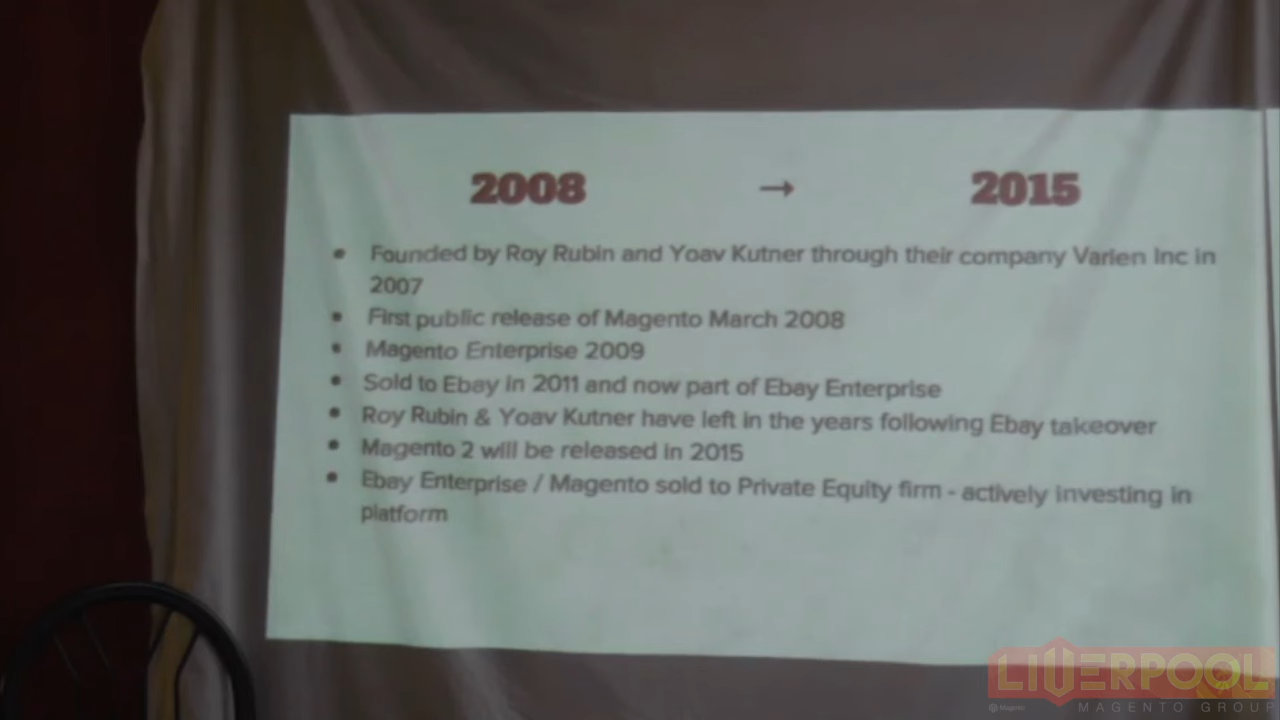 2008 → 2015
• Founded by Roy Rubin and Yoav Kutner through their company Varien Inc in
2007
• First public release of Magento March 2008
• Magento Enterprise 2009
• Sold to Ebay in 2011 and now part of Ebay Enterprise
• Roy Rubin & Yoav Kutner have left in the years following Ebay takeover
• Magento 2 will be released in 2015
• Ebay Enterprise / Magento sold to Private Equity firm - actively investing in
platform
LIVERPOOL
Magento
MAGENTO GROUP